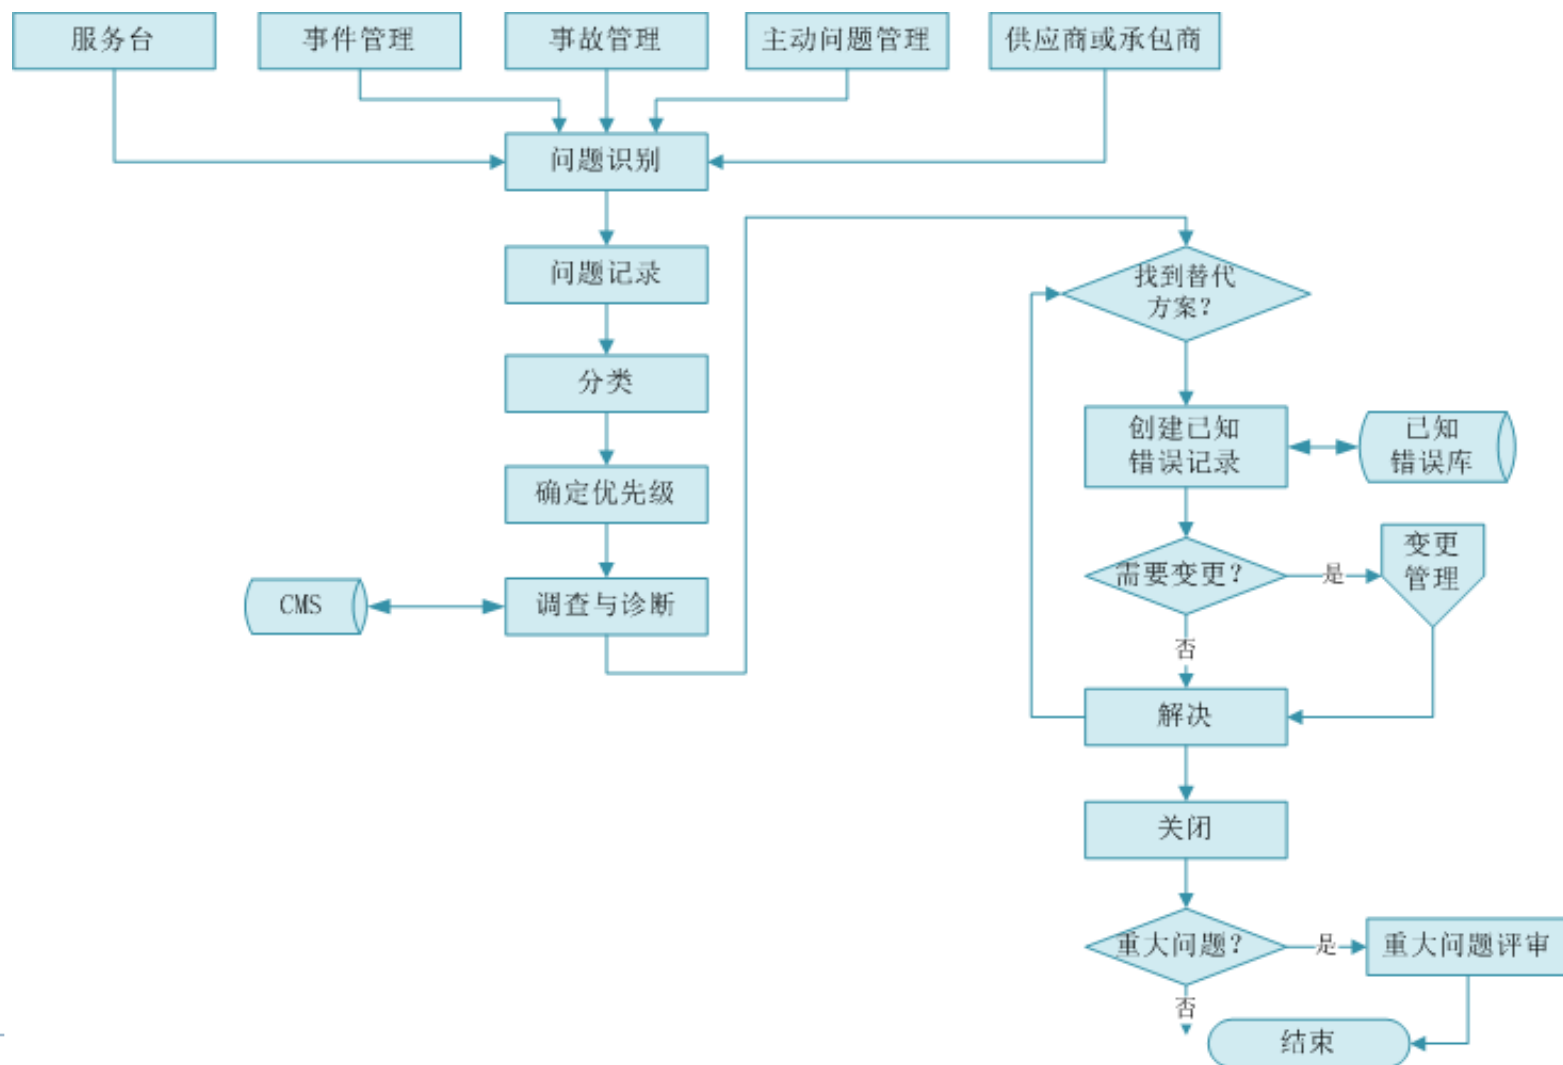 服务台
事件管理
事故管理
主动问题管理
供应商或承包商
问题识别
问题记录
分类
确定优先级
调查与诊断
CMS
找到替代
方案？
创建已知
错误记录
已知
错误库
需要变更？
是
变更
管理
否
解决
关闭
重大问题？
是
重大问题评审
否
结束